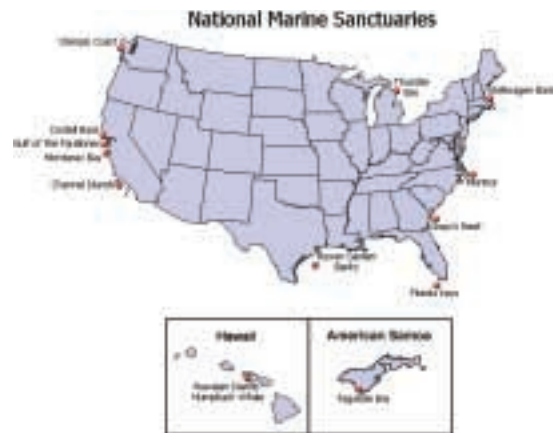 National Marine Sanctuaries
Olympic Coast
Thunder
Bay
Stellwagen Bank
Cordell Bank
Gulf of the Farallones
Monterey Bay
Channel Islands
Monitor
Gray's Reef
Flower Garden
Banks
Florida Keys
Hawaii
American Samoa
Hawaiian Islands
Humpback Whale
Fagatele Bay